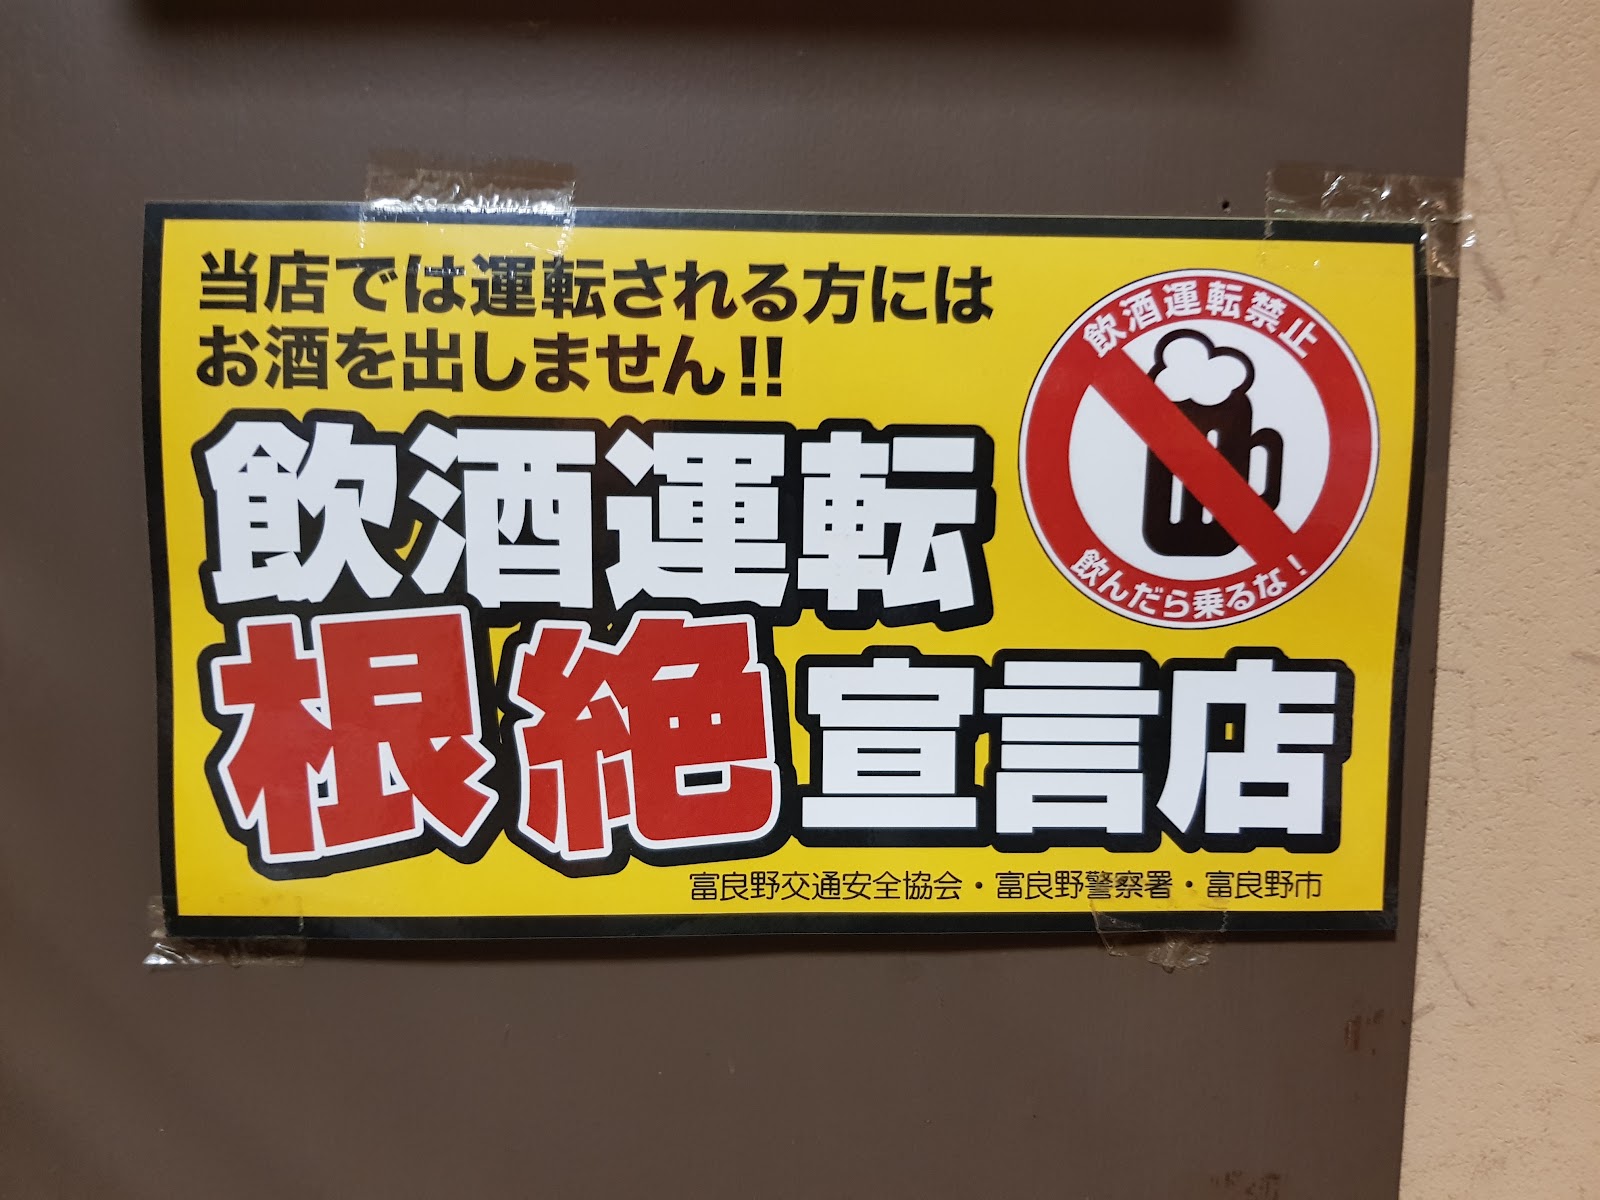 当店では運転される方には
お酒を出しません!!
飲酒運転禁止
飲んだら乗るな!
飲酒運転
根絶宣言店
富良野交通安全協会・富良野警察署・富良野市